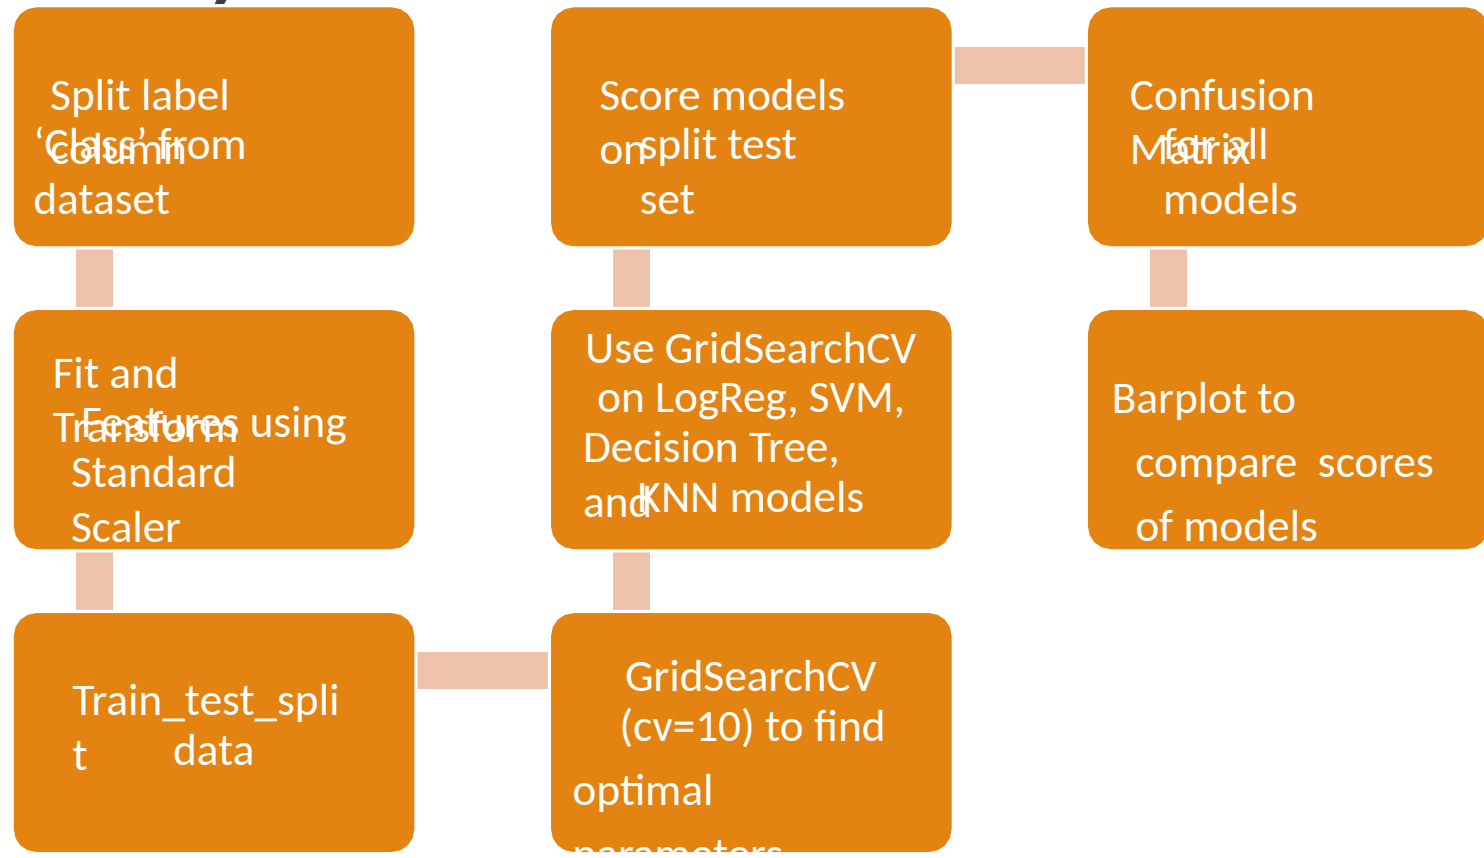 Split label
‘Class’ from
column
dataset
Fit and
Transform
Features using
Standard
Scaler
Train_test_spli
t data
GridSearchCV
(cv=10) to find
optimal
parameters
Use GridSearchCV
on LogReg, SVM,
Decision Tree,
and KNN models
Score models
on split test
set
Confusion
Matrix
for all
models
Barplot to
compare scores
of models